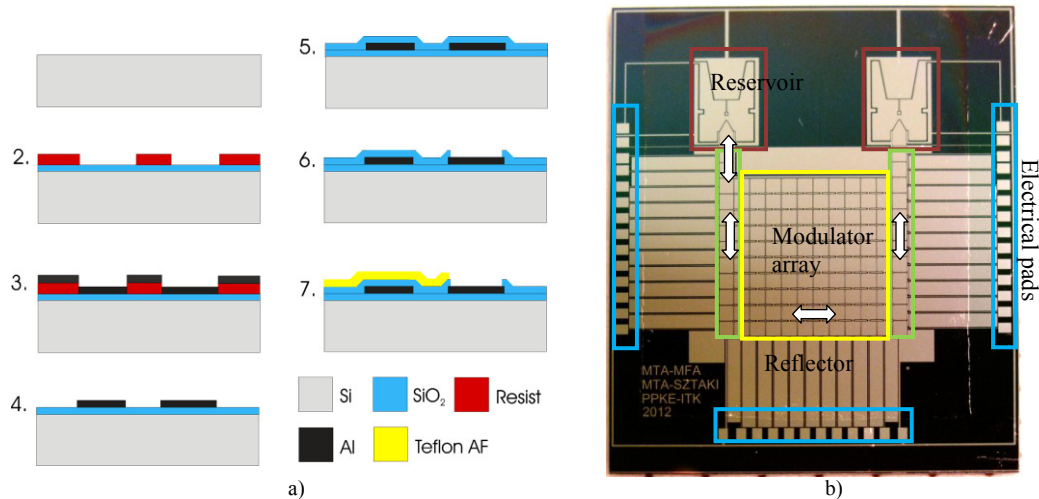 2.
3.
4.
5.
6.
7.
Si
SiO₂
Resist
Al
Teflon AF
a)
Reservoir
Modulator
array
Reflector
Electrical pads
MTA-MFA
MTA-SZTAKI
PPKE-ITK
2012
b)